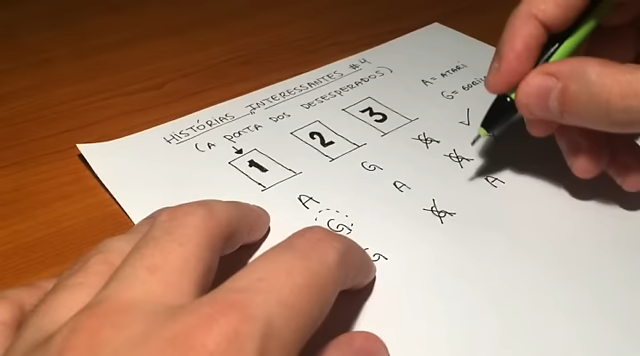 HISTÓRIAS INTERESSANTES #4
(A PORTA DOS DESESPERADOS)
A = ATARI
G =
1 2 3
A G G ✓
G A G
G G A